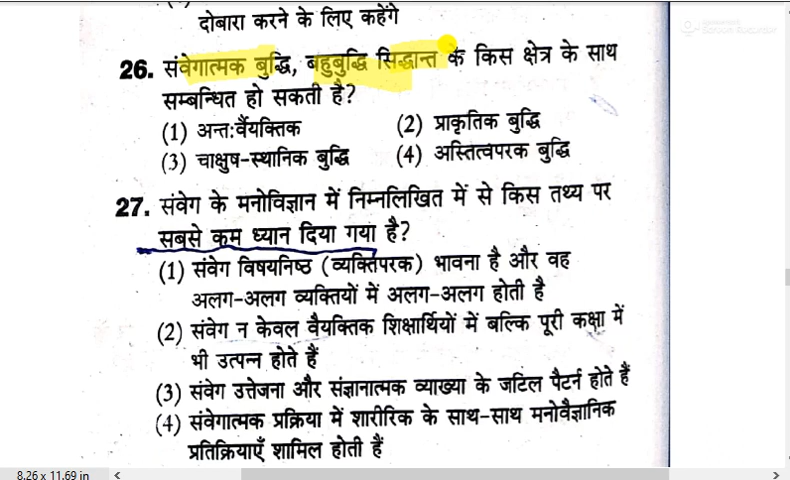 दोबारा करने के लिए कहेंगे
26. संवेगात्मक बुद्धि, बहुबुद्धि सिद्धान्त के किस क्षेत्र के साथ
सम्बन्धित हो सकती है?
(1) अन्तःर्वैयक्तिक (2) प्राकृतिक बुद्धि
(3) चाक्षुष-स्थानिक बुद्धि (4) अस्तित्वपरक बुद्धि
27. संवेग के मनोविज्ञान में निम्नलिखित में से किस तथ्य पर
सबसे कम ध्यान दिया गया है?
(1) संवेग विषयनिष्ठ (व्यक्तिपरक) भावना है और वह
अलग-अलग व्यक्तियों में अलग-अलग होती है
(2) संवेग न केवल वैयक्तिक शिक्षार्थियों में बल्कि पूरी कक्षा में
भी उत्पन्न होते हैं
(3) संवेग उत्तेजना और संज्ञानात्मक व्याख्या के जटिल पैटर्न होते हैं
(4) संवेगात्मक प्रक्रिया में शारीरिक के साथ-साथ मनोवैज्ञानिक
प्रतिक्रियाएँ शामिल होती हैं
8.26 x 11.69 in